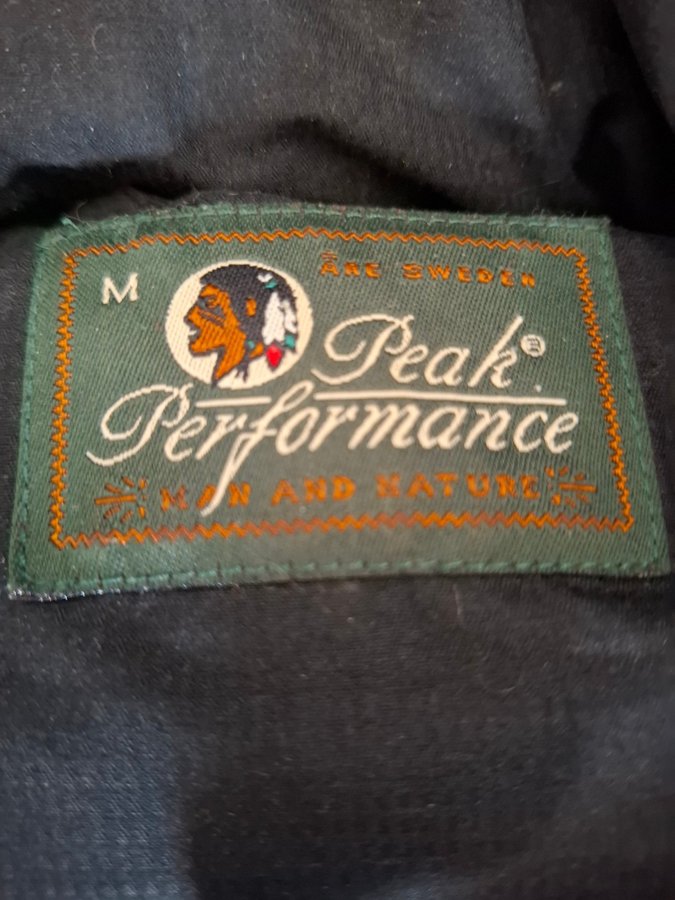 M
ÅRE SWEDEN
Peak®
Performance
MAN AND NATURE